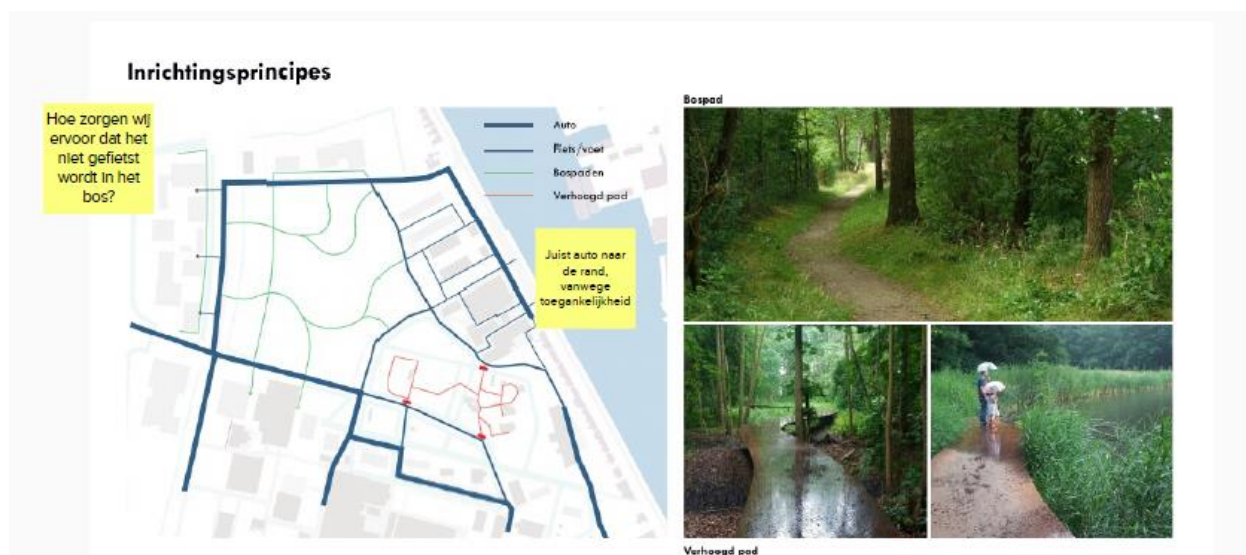 Inrichtingsprincipes
Hoe zorgen wij
ervoor dat het
niet gefietst
wordt in het
bos?
Auto
Fiets/voet
Bospaden
Verhoogd pad
Juist auto naar
de rand,
vanwege
toegankelijkheid
Bospad
Verhoogd pad